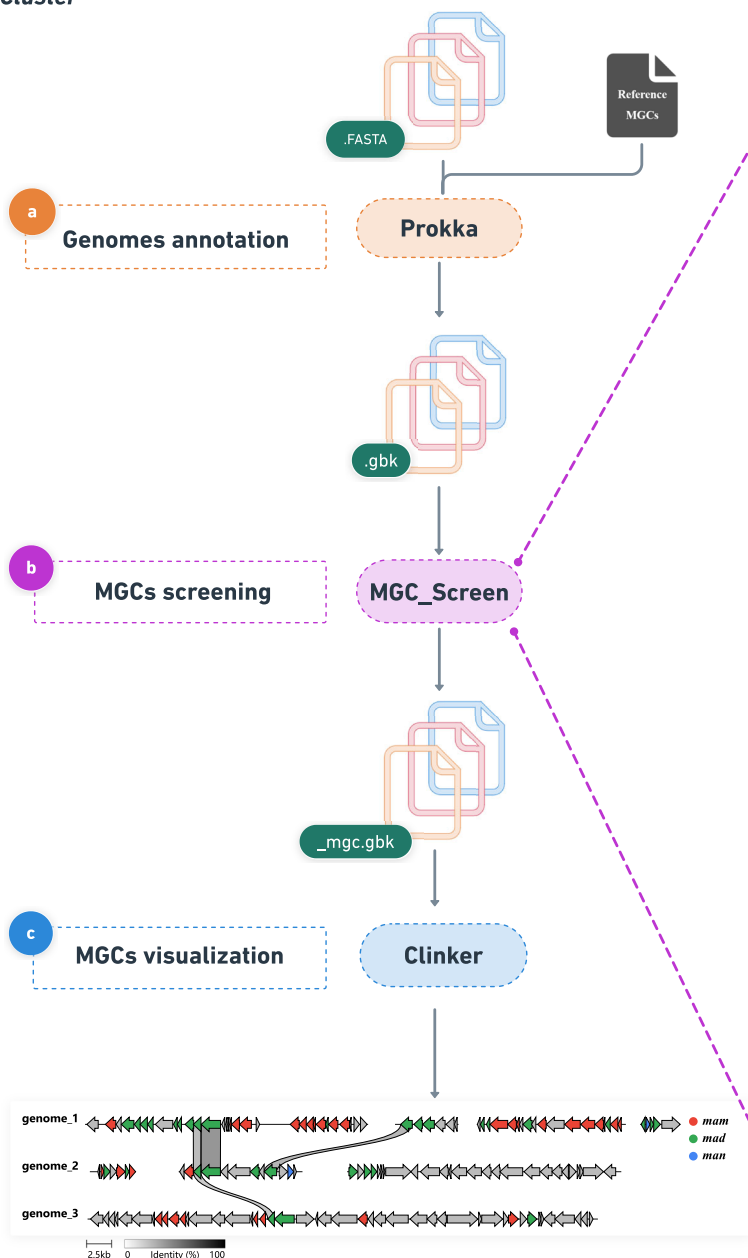 Cluster
.FASTA
Reference
MGCs
a
Genomes annotation
Prokka
.gbk
b
MGCs screening
MGC_Screen
_mgc.gbk
c
MGCs visualization
Clinker
genome_1
mam
mad
man
genome_2
genome_3
2.5kb
0 Identity (%) 100